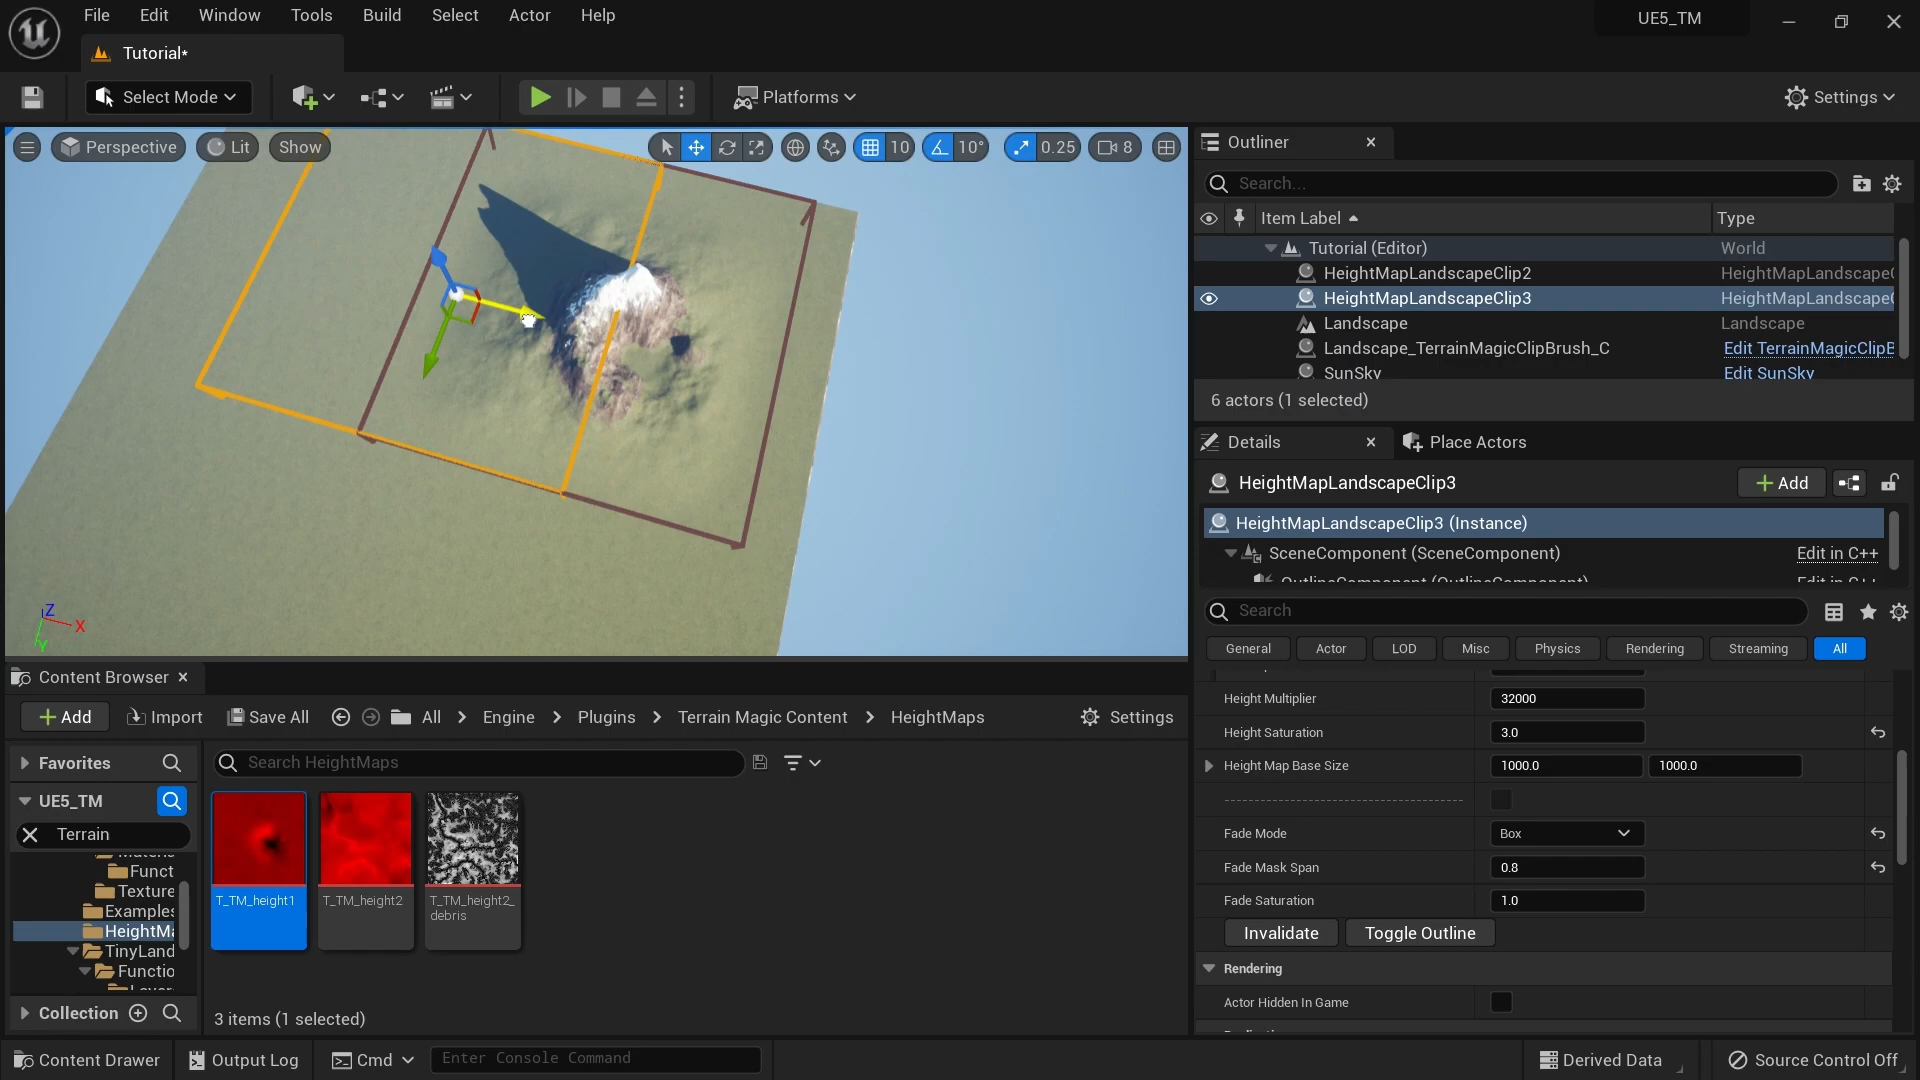 File Edit Window Tools Build Select Actor Help
UE5_TM
Tutorial*
Select Mode
Platforms
Settings
Perspective Lit Show
10 10° 0.25 8
Z
X
Y
Outliner
Search...
Item Label Type
Tutorial (Editor) World
HeightMapLandscapeClip2 HeightMapLandscapeC
HeightMapLandscapeClip3 HeightMapLandscapeC
Landscape Landscape
Landscape_TerrainMagicClipBrush_C Edit TerrainMagicClipB
SunSky Edit SunSky
6 actors (1 selected)
Details Place Actors
HeightMapLandscapeClip3 Add
HeightMapLandscapeClip3 (Instance)
SceneComponent (SceneComponent) Edit in C++
OutlineComponent (OutlineComponent) Edit in C++
Search
General Actor LOD Misc Physics Rendering Streaming All
Height Multiplier 32000
Height Saturation 3.0
Height Map Base Size 1000.0 1000.0
-----------------------------------------
Fade Mode Box
Fade Mask Span 0.8
Fade Saturation 1.0
Invalidate Toggle Outline
Rendering
Actor Hidden In Game
Content Browser
Add Import Save All All Engine Plugins Terrain Magic Content HeightMaps Settings
Favorites
Search HeightMaps
UE5_TM
Terrain
Funct
Texture
Examples
HeightMa
TinyLand
Functio
Collection
T_TM_height1
T_TM_height2
T_TM_height2_
debris
3 items (1 selected)
Content Drawer Output Log Cmd Enter Console Command Derived Data Source Control Off